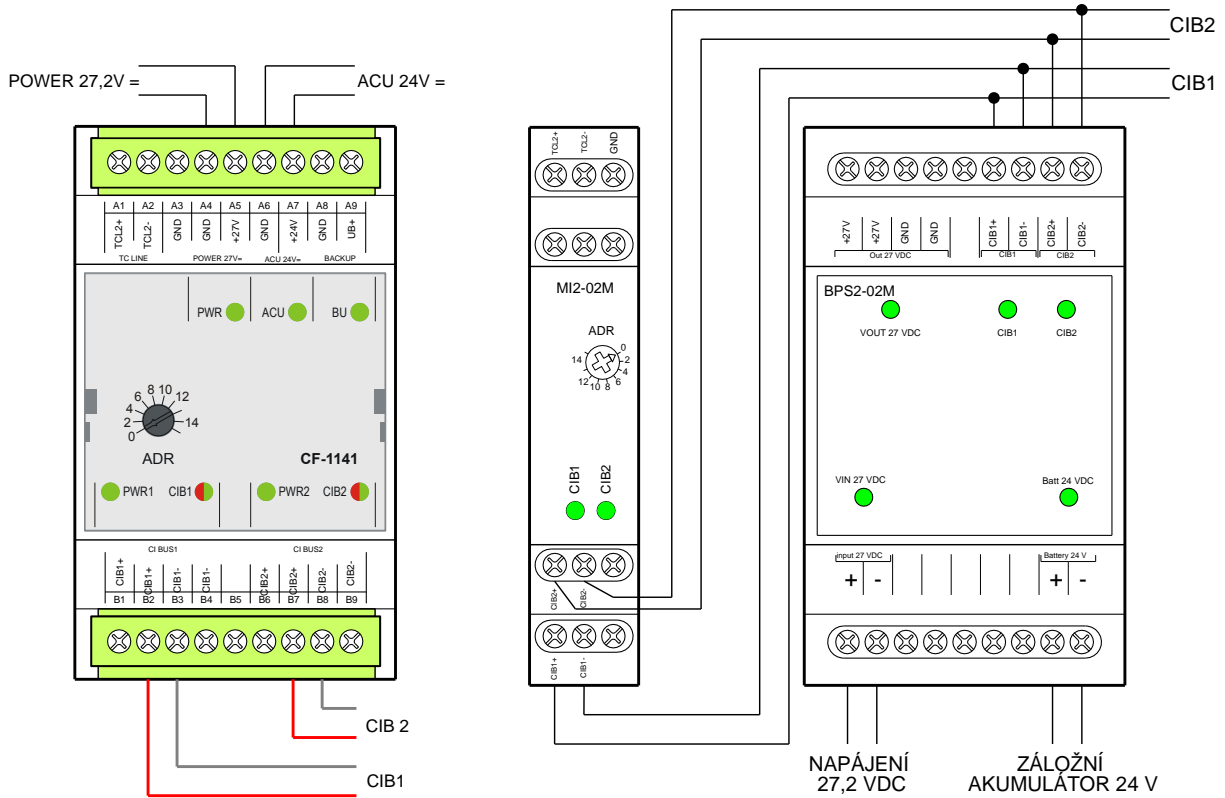 POWER 27,2V =
ACU 24V =
A1 A2 A3 A4 A5 A6 A7 A8 A9
TCL2+ TCL2- GND GND +27V GND +24V GND UB+
TC LINE POWER 27V= ACU 24V= BACKUP
PWR ACU BU
0 2 4 6 8 10 12 14
ADR
CF-1141
PWR1 CIB1 PWR2 CIB2
CI BUS1 CI BUS2
CIB1+ CIB1+ CIB1- CIB1- CIB2+ CIB2+ CIB2- CIB2-
B1 B2 B3 B4 B5 B6 B7 B8 B9
CIB 2
CIB1
TCL2+ TCL2- GND
MI2-02M
ADR
0 2 4 6 8 10 12 14
CIB1 CIB2
CIB2+ CIB2-
CIB1+ CIB1-
CIB2
CIB1
+27V +27V GND GND CIB1+ CIB1- CIB2+ CIB2-
Out 27 VDC CIB1 CIB2
BPS2-02M
VOUT 27 VDC CIB1 CIB2
VIN 27 VDC Batt 24 VDC
input 27 VDC Battery 24 V
+ - + -
NAPÁJENÍ
27,2 VDC
ZÁLOŽNÍ
AKUMULÁTOR 24 V